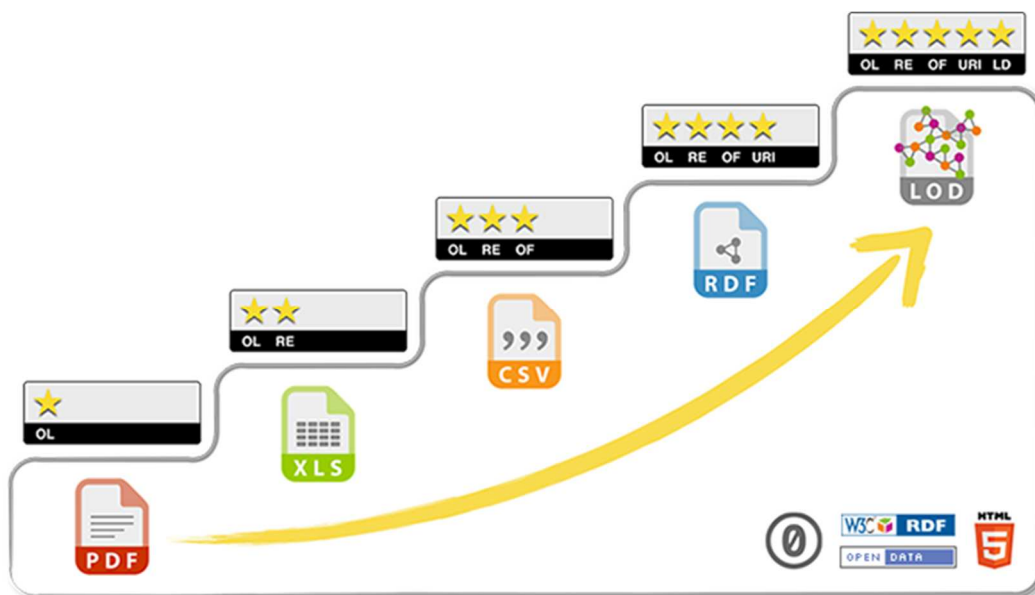 OL RE OF URI LD
LOD
OL RE OF URI
RDF
OL RE OF
CSV
OL RE
XLS
OL
PDF
0
W3C RDF
OPEN DATA
HTML
5